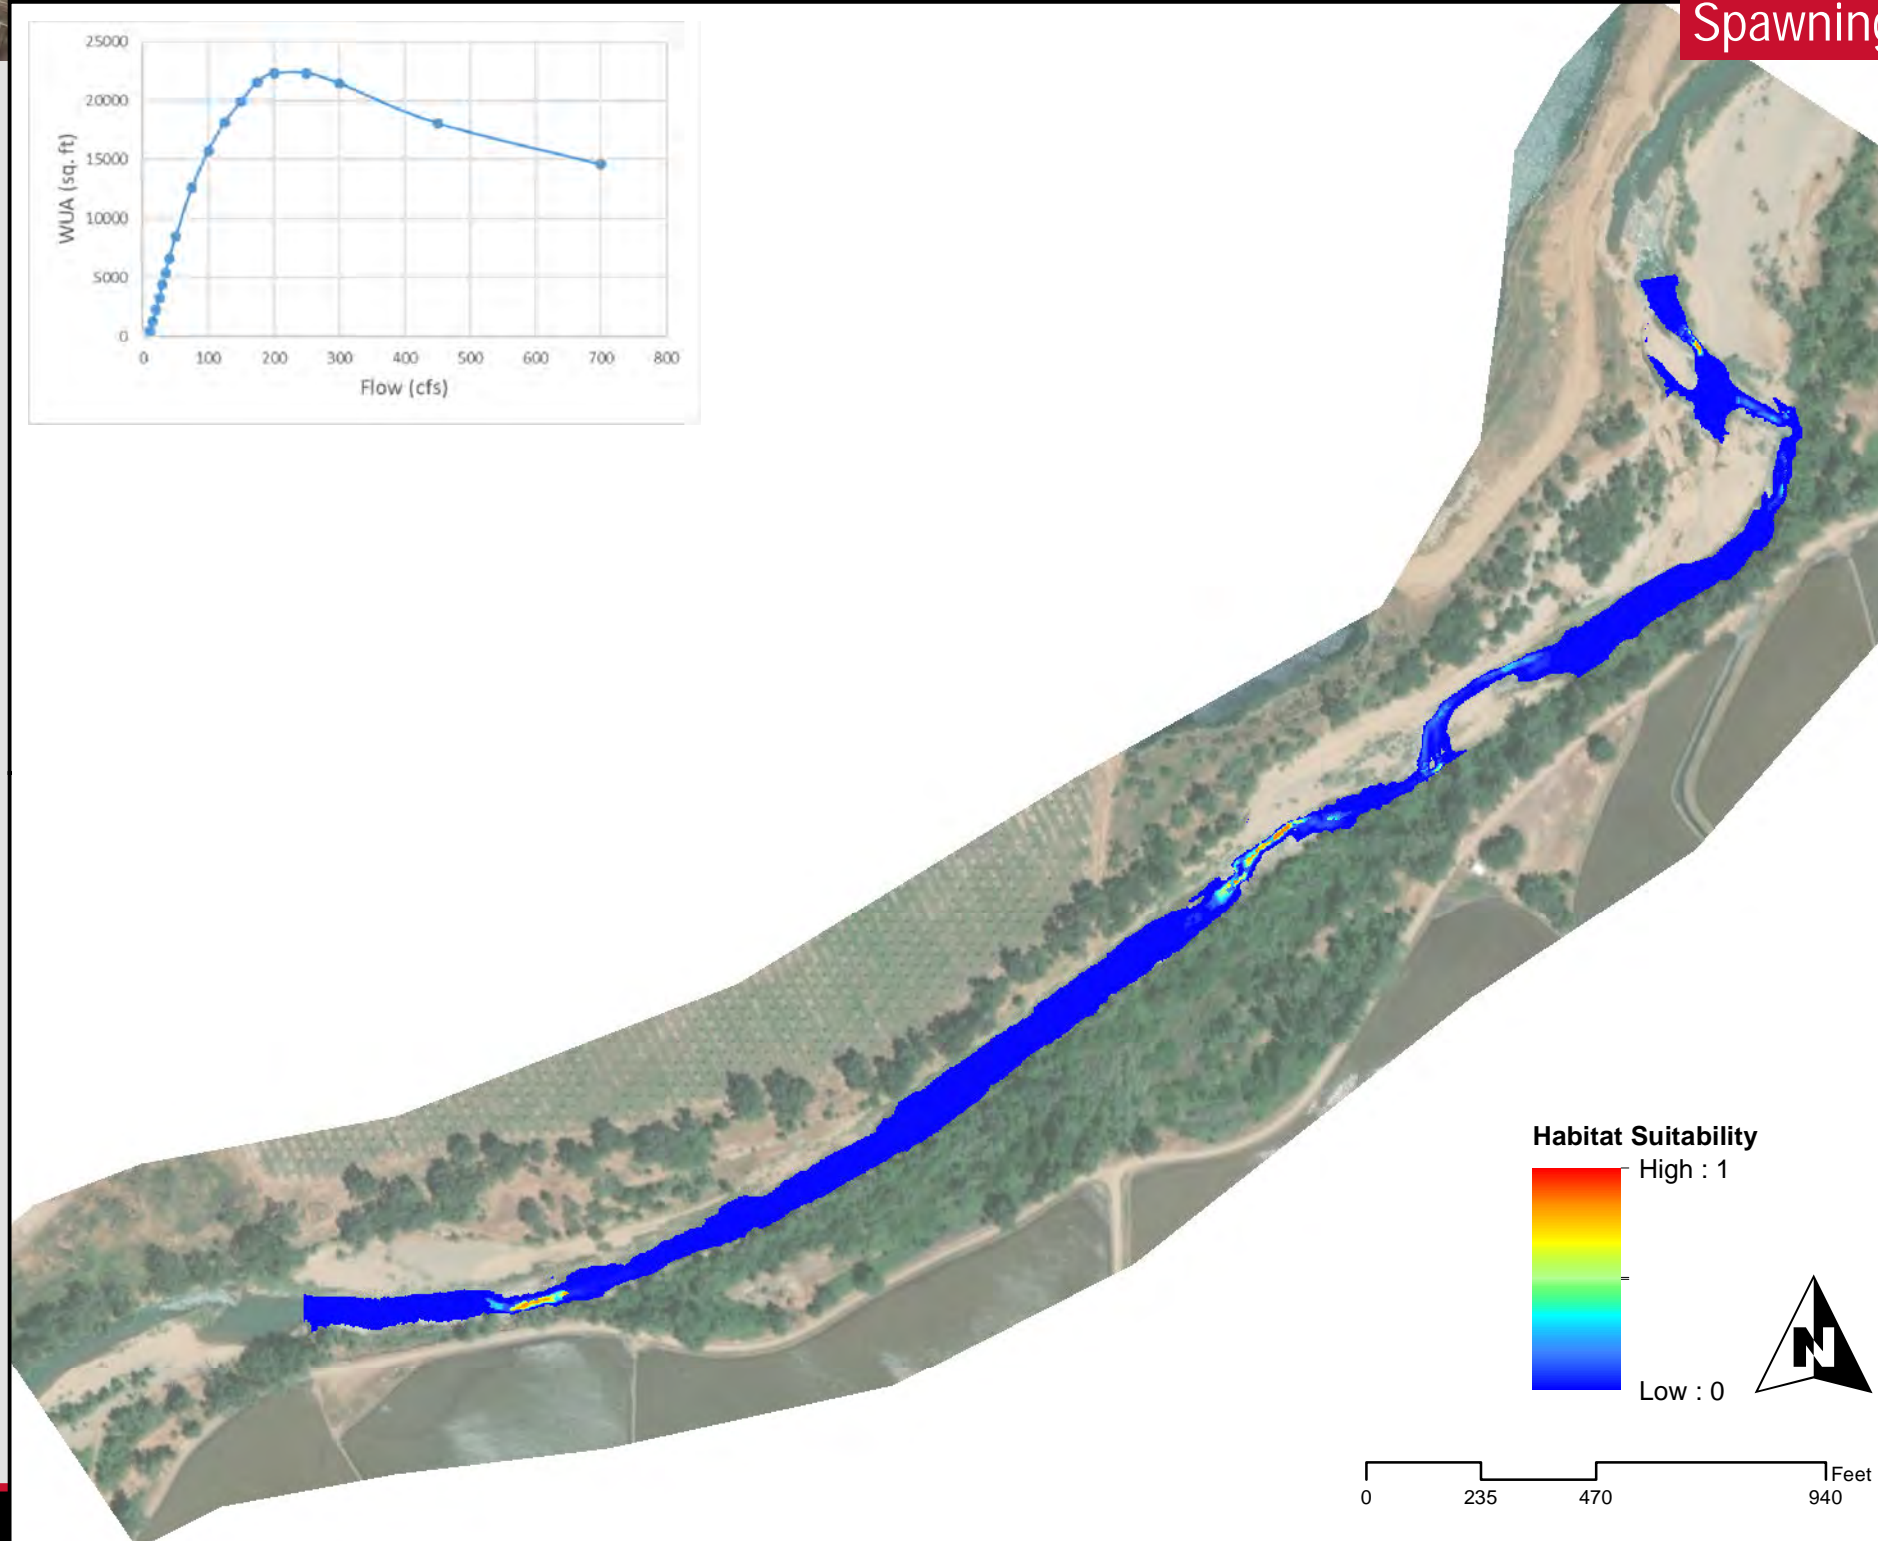 Spawning
25000
20000
15000
10000
5000
0
WUA (sq. ft)
0 100 200 300 400 500 600 700 800
Flow (cfs)
Habitat Suitability
High : 1
Low : 0
N
Feet
0 235 470 940